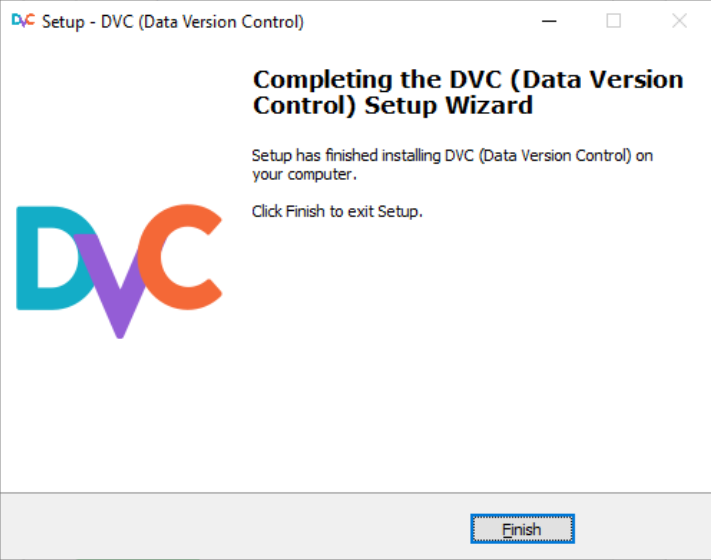 DVC Setup - DVC (Data Version Control)
Completing the DVC (Data Version
Control) Setup Wizard
Setup has finished installing DVC (Data Version Control) on
your computer.
Click Finish to exit Setup.
DVC
Finish